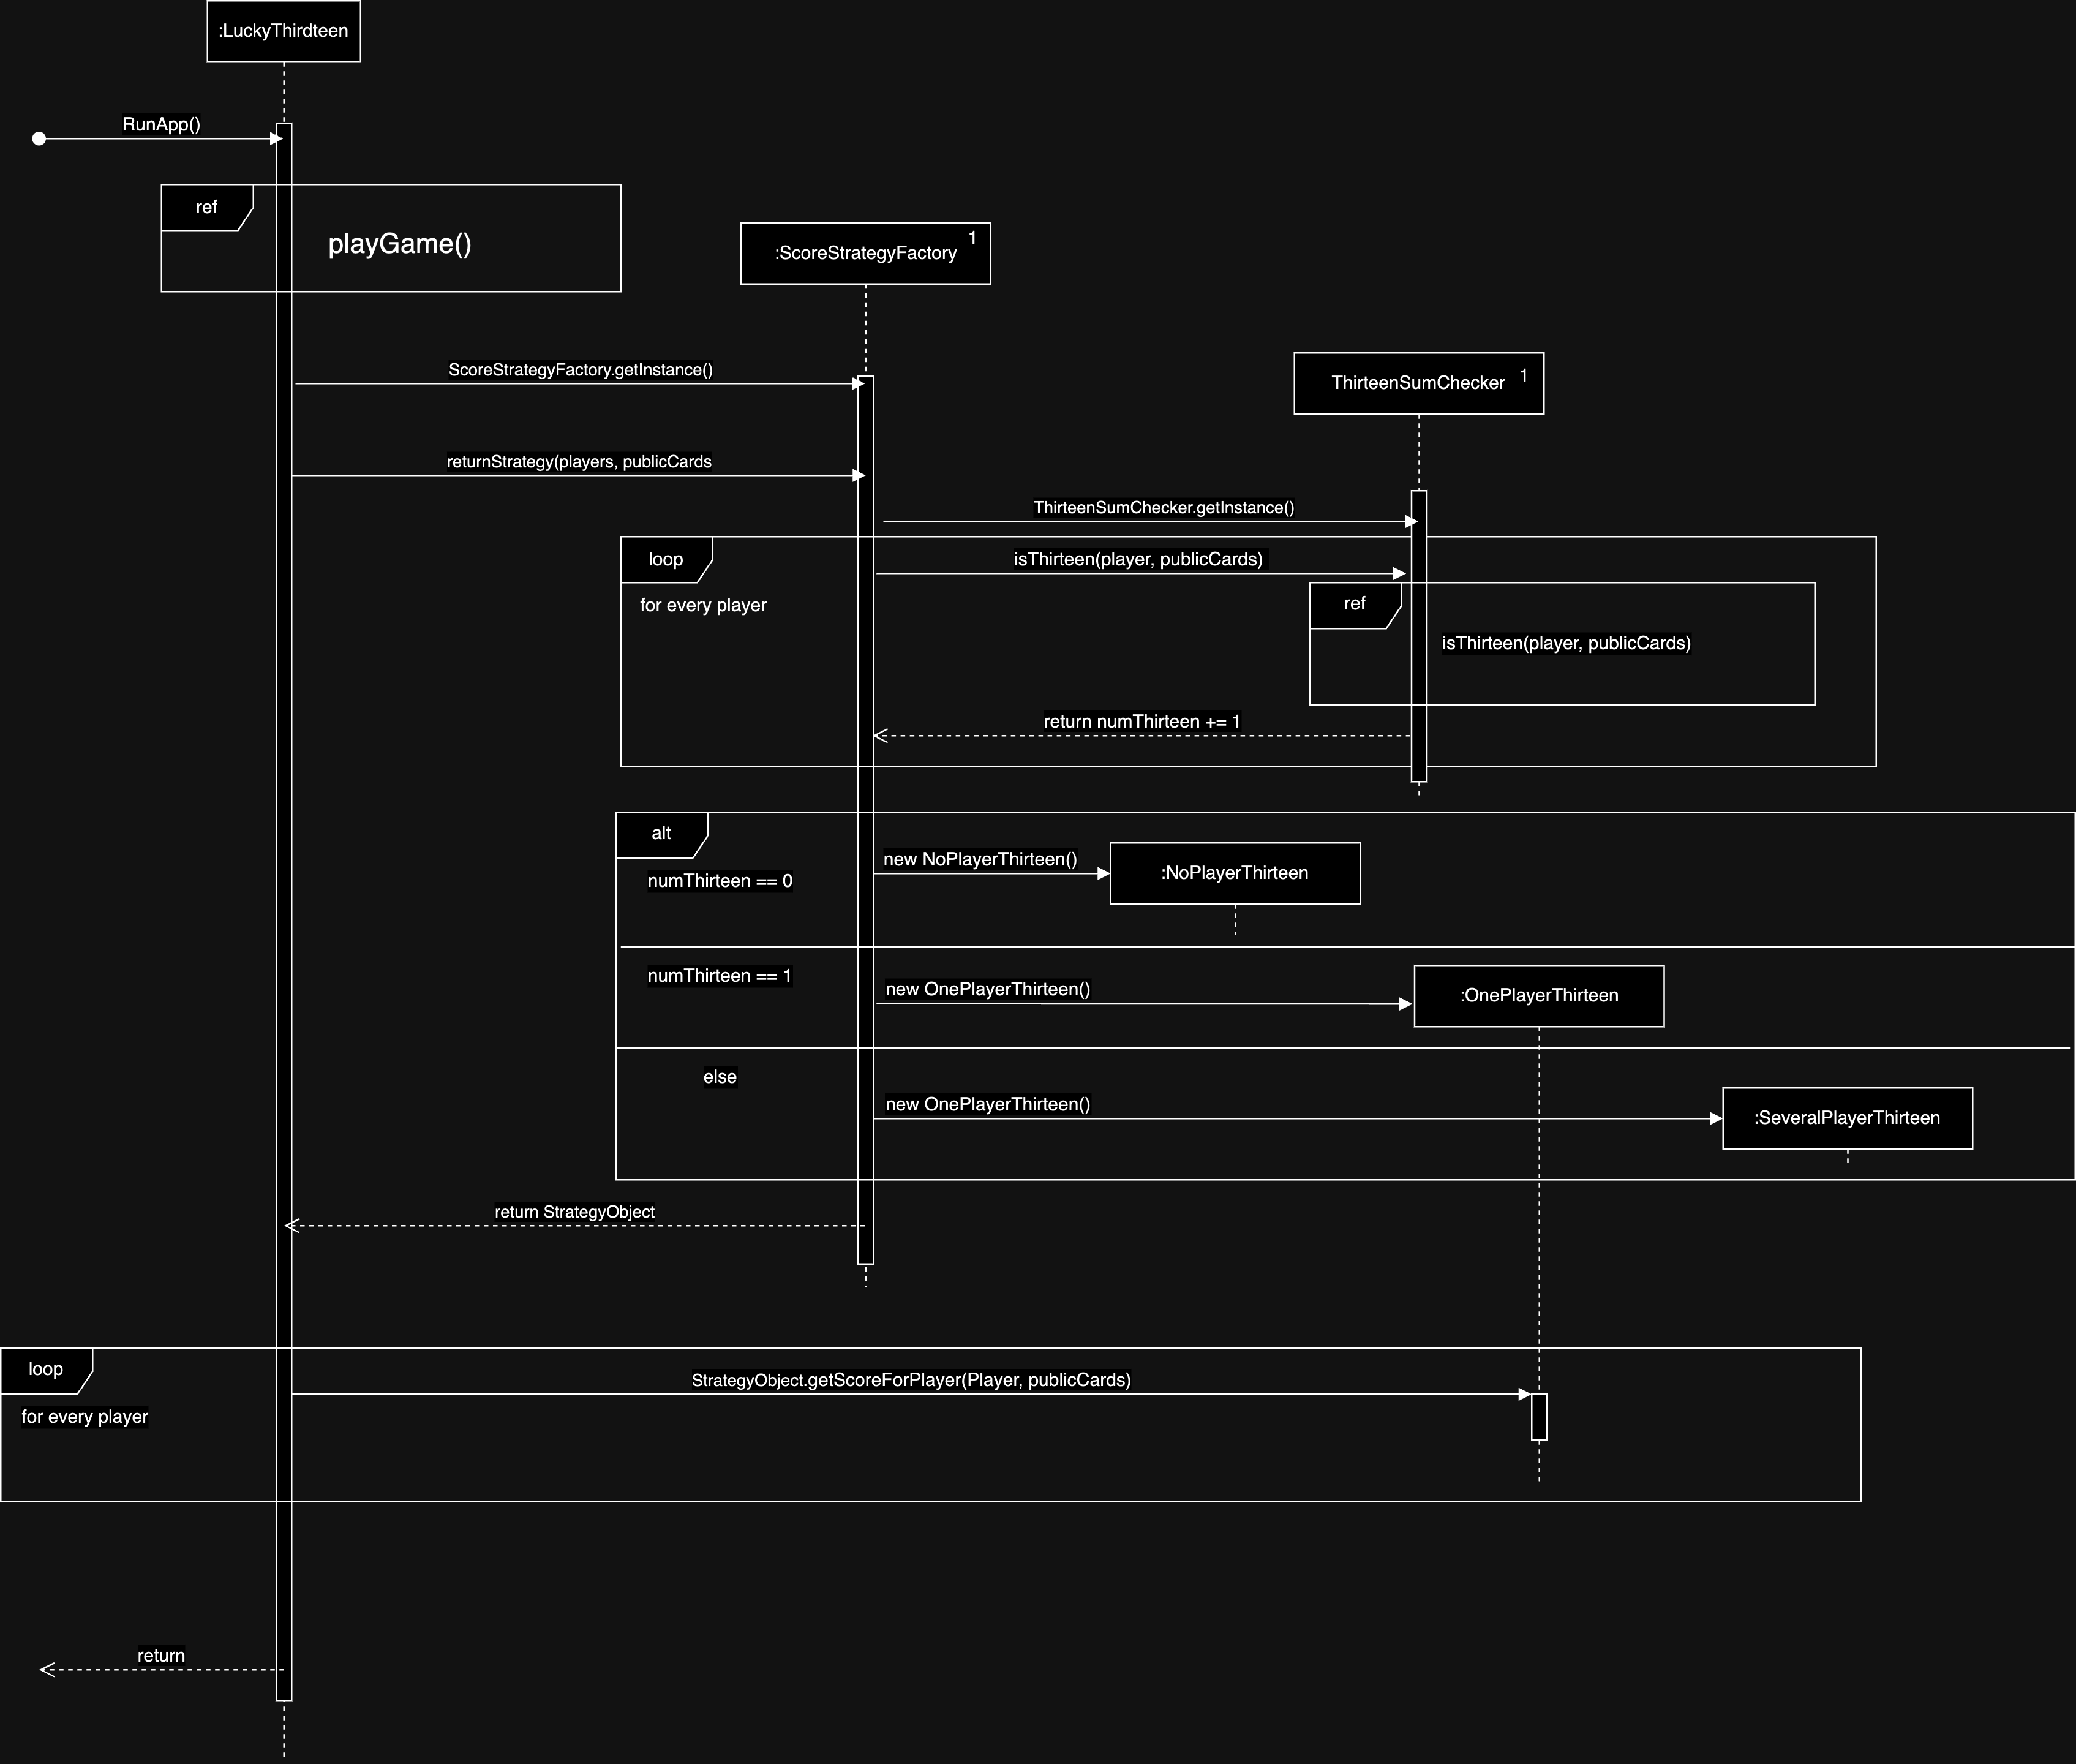 :LuckyThirdteen
RunApp()
ref
playGame()
:ScoreStrategyFactory
1
ScoreStrategyFactory.getInstance()
ThirteenSumChecker
1
returnStrategy(players, publicCards
ThirteenSumChecker.getInstance()
loop
isThirteen(player, publicCards)
for every player
ref
isThirteen(player, publicCards)
return numThirteen += 1
alt
numThirteen == 0
new NoPlayerThirteen()
:NoPlayerThirteen
numThirteen == 1
new OnePlayerThirteen()
:OnePlayerThirteen
else
new OnePlayerThirteen()
:SeveralPlayerThirteen
return StrategyObject
loop
StrategyObject.getScoreForPlayer(Player, publicCards)
for every player
return